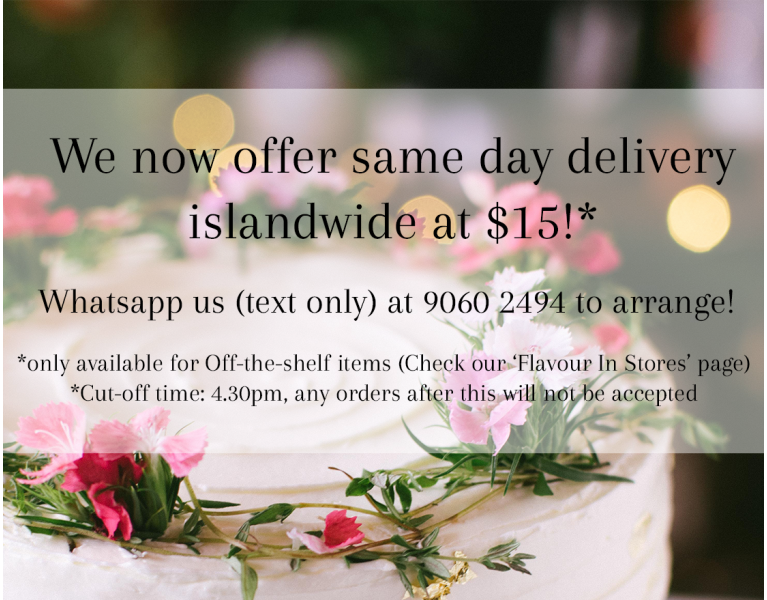 We now offer same day delivery
islandwide at $15!*
Whatsapp us (text only) at 9060 2494 to arrange!
*only available for Off-the-shelf items (Check our ‘Flavour In Stores’ page)
*Cut-off time: 4.30pm, any orders after this will not be accepted